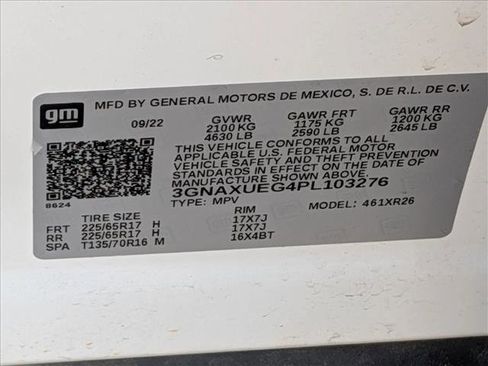 gm
MFD BY GENERAL MOTORS DE MEXICO, S. DE R.L. DE C.V.
09/22 GVWR GAWR FRT GAWR RR
2100 KG 1175 KG 1200 KG
4630 LB 2590 LB 2645 LB
THIS VEHICLE CONFORMS TO ALL
APPLICABLE U.S. FEDERAL MOTOR
VEHICLE SAFETY AND THEFT PREVENTION
STANDARDS IN EFFECT ON THE DATE OF
MANUFACTURE SHOWN ABOVE.
3GNAXUEG4PL103276
8624 TYPE: MPV MODEL: 461XR26
TIRE SIZE RIM
FRT 225/65R17 H 17X7J
RR 225/65R17 H 17X7J
SPA T135/70R16 M 16X4BT